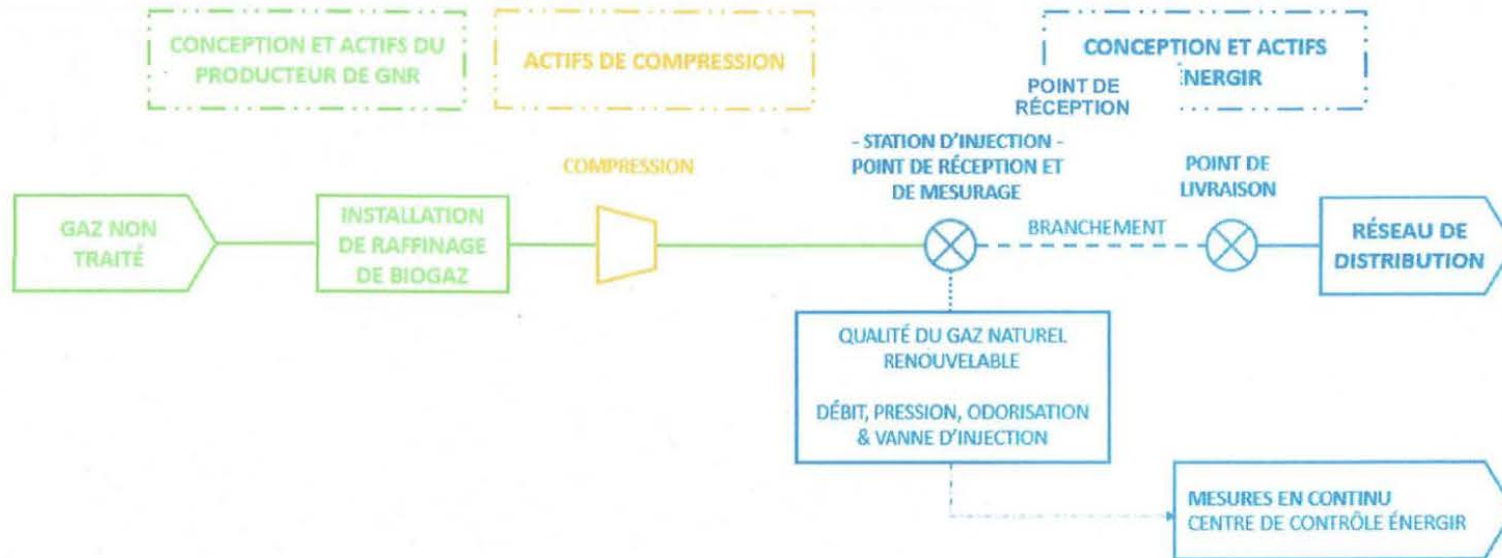 CONCEPTION ET ACTIFS DU
PRODUCTEUR DE GNR
ACTIFS DE COMPRESSION
CONCEPTION ET ACTIFS
NERGIR
POINT DE
RÉCEPTION
COMPRESSION
- STATION D'INJECTION -
POINT DE RÉCEPTION ET
DE MESURAGE
POINT DE
LIVRAISON
GAZ NON
TRAITÉ
INSTALLATION
DE RAFFINAGE
DE BIOGAZ
BRANCHEMENT
RÉSEAU DE
DISTRIBUTION
QUALITÉ DU GAZ NATUREL
RENOUVELABLE
DÉBIT, PRESSION, ODORISATION
& VANNE D'INJECTION
MESURES EN CONTINU
CENTRE DE CONTRÔLE ÉNERGIR